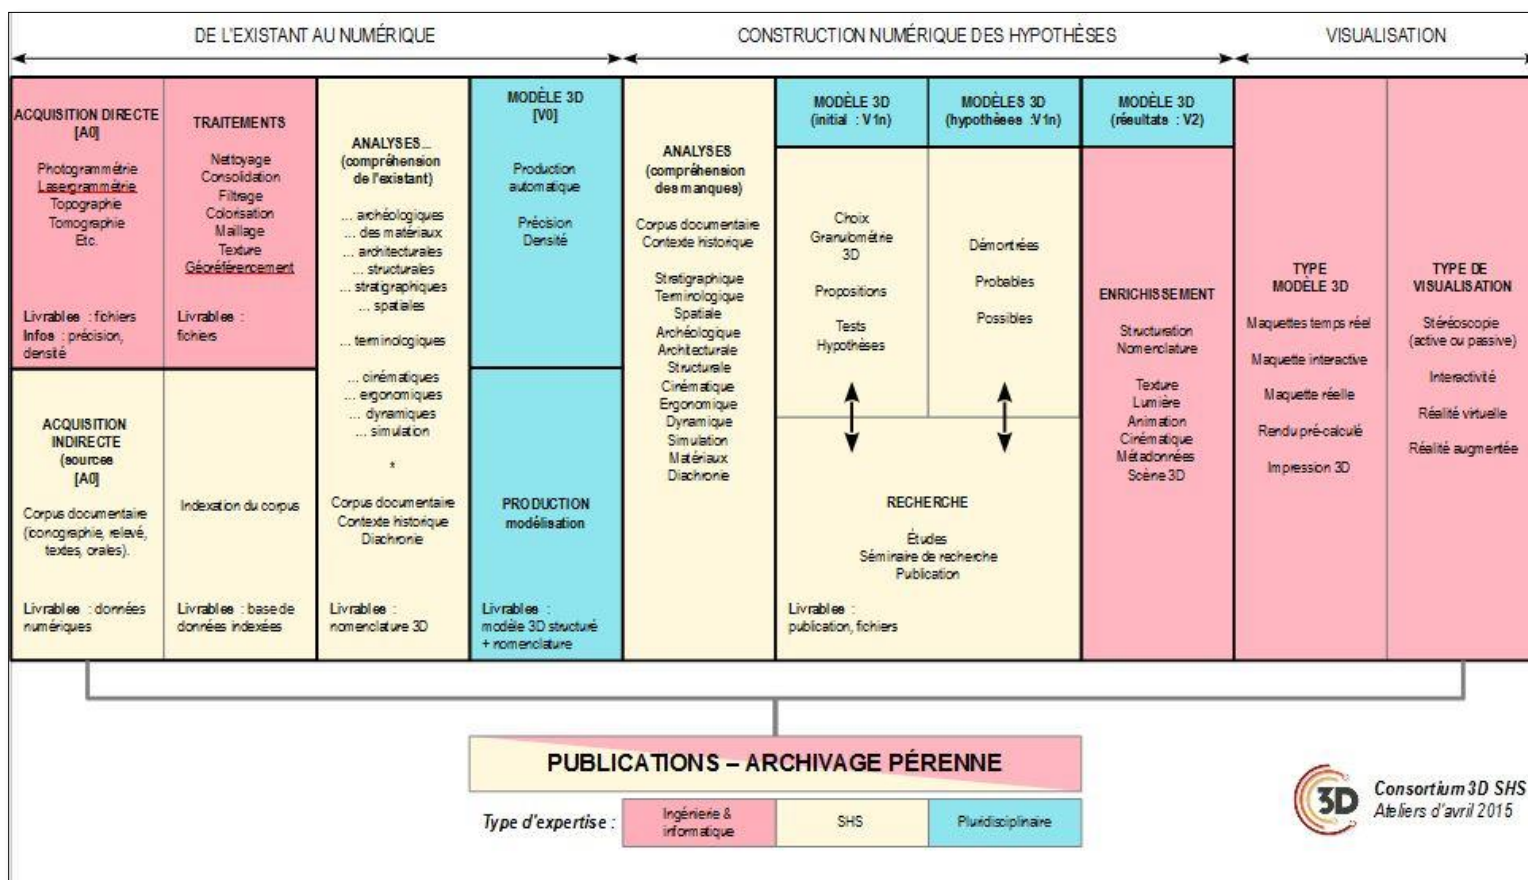 DE L'EXISTANT AU NUMÉRIQUE
CONSTRUCTION NUMÉRIQUE DES HYPOTHÈSES
VISUALISATION
ACQUISITION DIRECTE
[A0]
Photogrammétrie
Lasergrammétrie
Topographie
Tomographie
Etc.
Livrables : fichiers
Infos : précision,
densité
TRAITEMENTS
Nettoyage
Consolidation
Filtrage
Colorisation
Maillage
Texture
Géoréférencement
Livrables :
fichiers
ACQUISITION
INDIRECTE
(sources
[A0]
Corpus documentaire
(iconographie, relevé,
textes, orales).
Livrables : données
numériques
Indexation du corpus
Livrables : base de
données indexées
ANALYSES...
(compréhension
de l'existant)
... archéologiques
... des matériaux
... architecturales
... structurales
... stratigraphiques
... spatiales
... terminologiques
... cinématiques
... ergonomiques
... dynamiques
... simulation
*
Corpus documentaire
Contexte historique
Diachronie
Livrables :
nomenclature 3D
MODÈLE 3D
[V0]
Production
automatique
Précision
Densité
PRODUCTION
modélisation
Livrables :
modèle 3D structuré
+ nomenclature
ANALYSES
(compréhension
des manques)
Corpus documentaire
Contexte historique
Stratigraphique
Terminologique
Spatiale
Archéologique
Architecturale
Structurale
Cinématique
Ergonomique
Dynamique
Simulation
Matériaux
Diachronie
MODÈLE 3D
(initial : V1n)
Choix
Granulométrie
3D
Propositions
Tests
Hypothèses
MODÈLES 3D
(hypothèses :V1n)
Démontrées
Probables
Possibles
RECHERCHE
Études
Séminaire de recherche
Publication
Livrables :
publication, fichiers
MODÈLE 3D
(résultats : V2)
ENRICHISSEMENT
Structuration
Nomenclature
Texture
Lumière
Animation
Cinématique
Métadonnées
Scène 3D
TYPE
MODÈLE 3D
Maquettes temps réel
Maquette interactive
Maquette réelle
Rendu pré-calculé
Impression 3D
TYPE DE
VISUALISATION
Stéréoscopie
(active ou passive)
Interactivité
Réalité virtuelle
Réalité augmentée
PUBLICATIONS – ARCHIVAGE PÉRENNE
Type d'expertise :
Ingénierie &
informatique
SHS
Pluridisciplinaire
3D
Consortium 3D SHS
Ateliers d'avril 2015